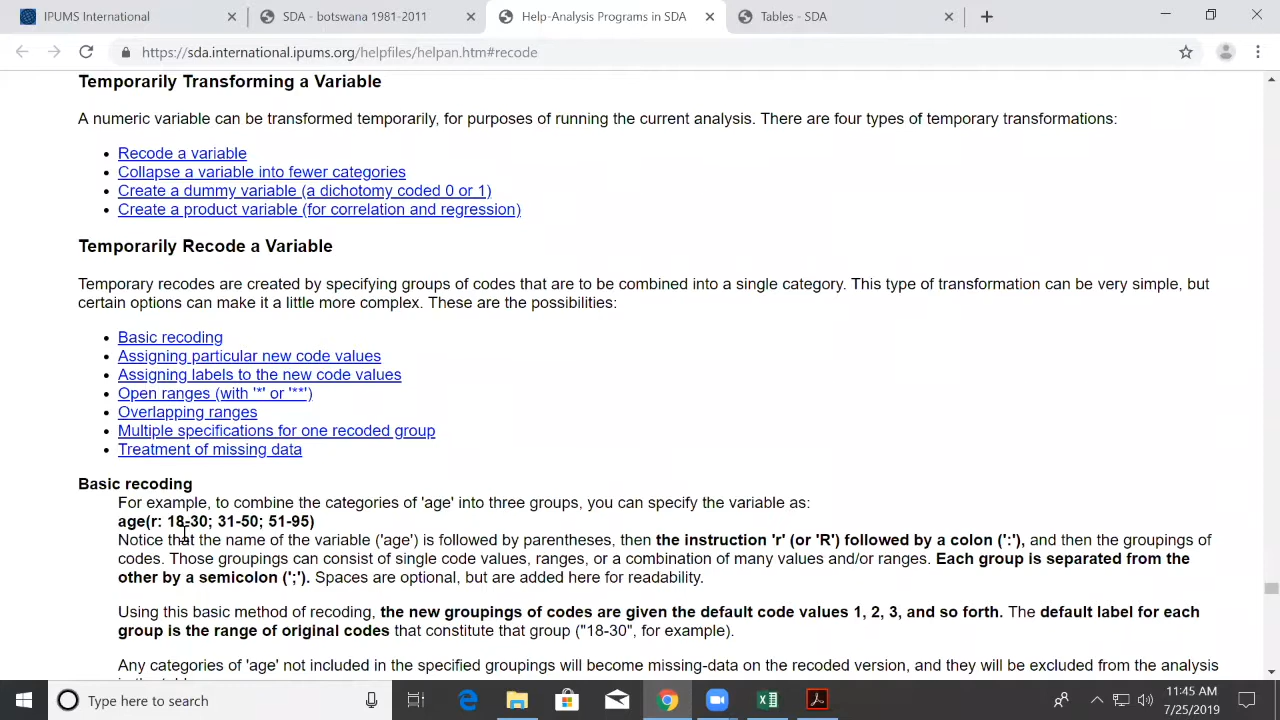 IPUMS International
SDA - botswana 1981-2011
Help-Analysis Programs in SDA
Tables - SDA
https://sda.international.ipums.org/helpfiles/helpan.htm#recode
Temporarily Transforming a Variable
A numeric variable can be transformed temporarily, for purposes of running the current analysis. There are four types of temporary transformations:
Recode a variable
Collapse a variable into fewer categories
Create a dummy variable (a dichotomy coded 0 or 1)
Create a product variable (for correlation and regression)
Temporarily Recode a Variable
Temporary recodes are created by specifying groups of codes that are to be combined into a single category. This type of transformation can be very simple, but
certain options can make it a little more complex. These are the possibilities:
Basic recoding
Assigning particular new code values
Assigning labels to the new code values
Open ranges (with '*' or '**')
Overlapping ranges
Multiple specifications for one recoded group
Treatment of missing data
Basic recoding
For example, to combine the categories of 'age' into three groups, you can specify the variable as:
age(r: 18-30; 31-50; 51-95)
Notice that the name of the variable ('age') is followed by parentheses, then the instruction 'r' (or 'R') followed by a colon (':'), and then the groupings of
codes. Those groupings can consist of single code values, ranges, or a combination of many values and/or ranges. Each group is separated from the
other by a semicolon (';'). Spaces are optional, but are added here for readability.
Using this basic method of recoding, the new groupings of codes are given the default code values 1, 2, 3, and so forth. The default label for each
group is the range of original codes that constitute that group ("18-30", for example).
Any categories of 'age' not included in the specified groupings will become missing-data on the recoded version, and they will be excluded from the analysis
Type here to search
11:45 AM
7/25/2019